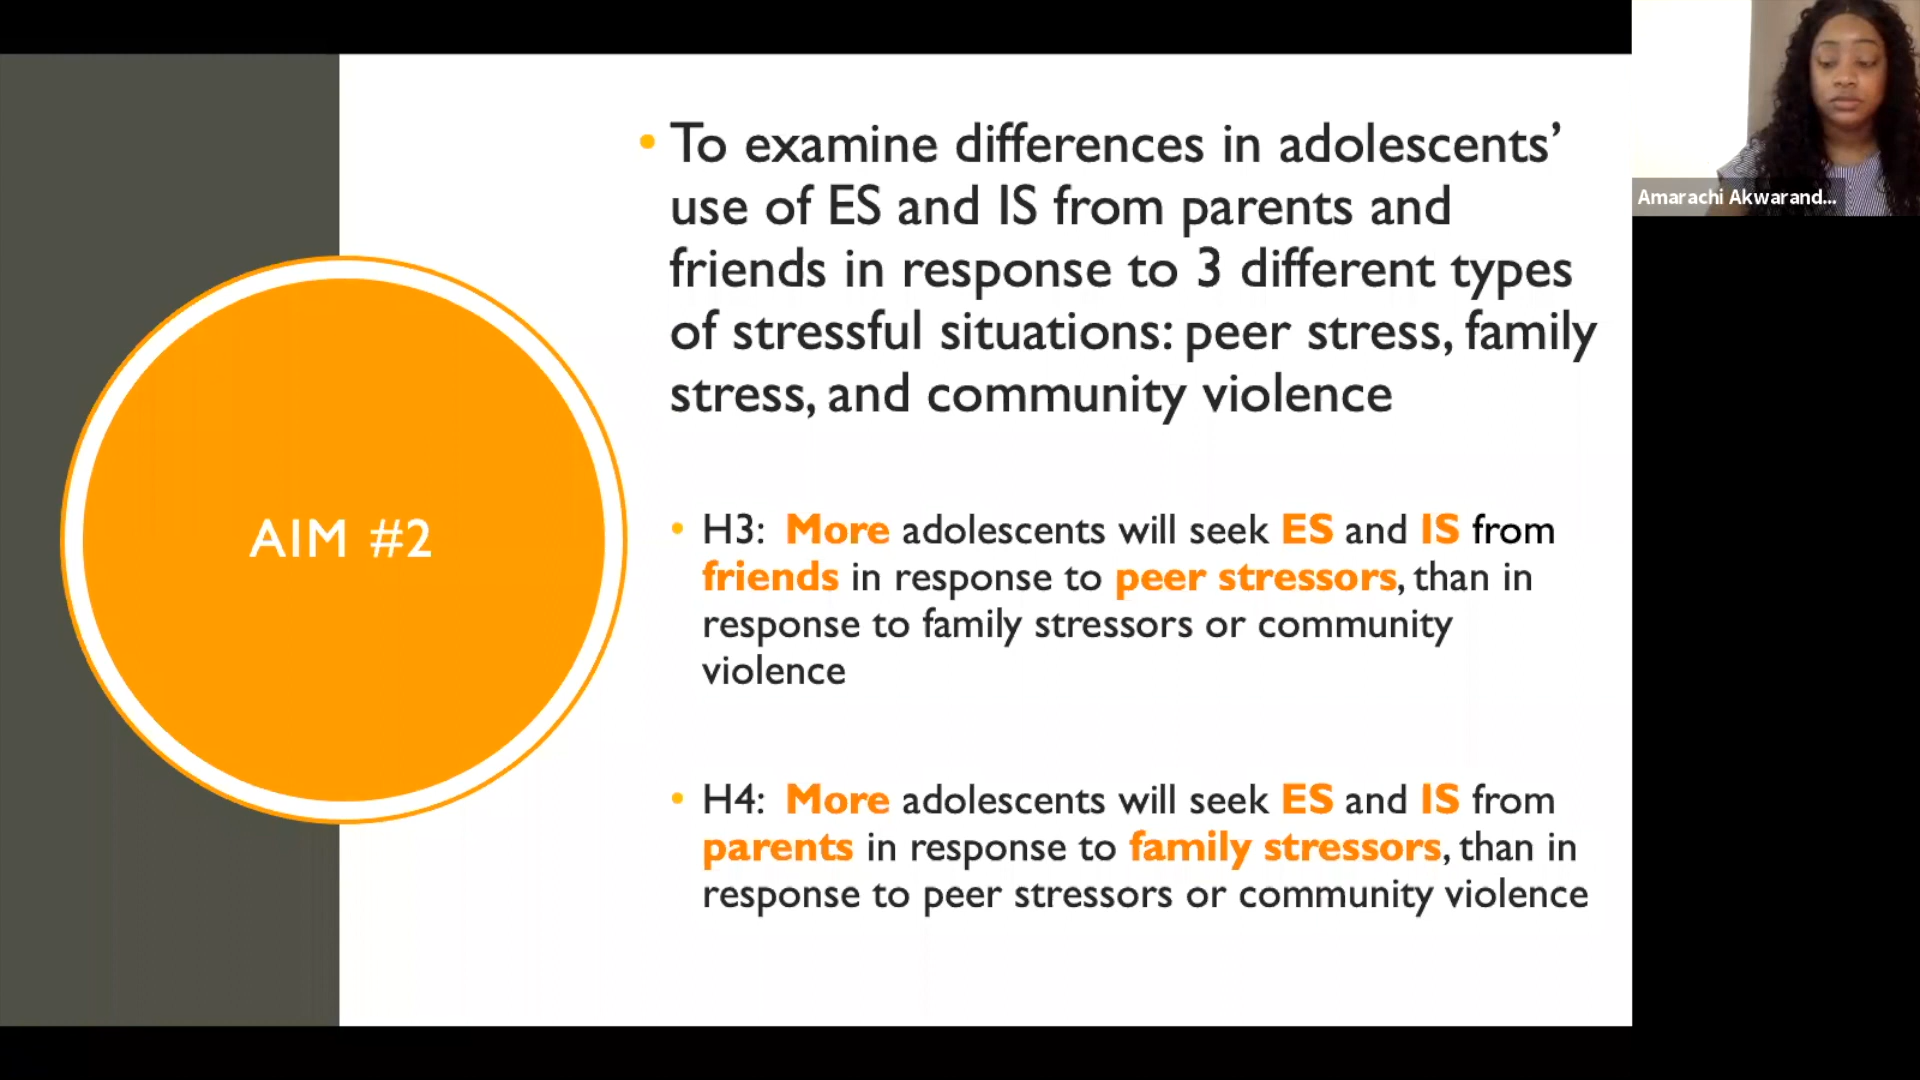 AIM #2
• To examine differences in adolescents’
use of ES and IS from parents and
friends in response to 3 different types
of stressful situations: peer stress, family
stress, and community violence
• H3: More adolescents will seek ES and IS from
friends in response to peer stressors, than in
response to family stressors or community
violence
• H4: More adolescents will seek ES and IS from
parents in response to family stressors, than in
response to peer stressors or community violence
Amarachi Akwarand...